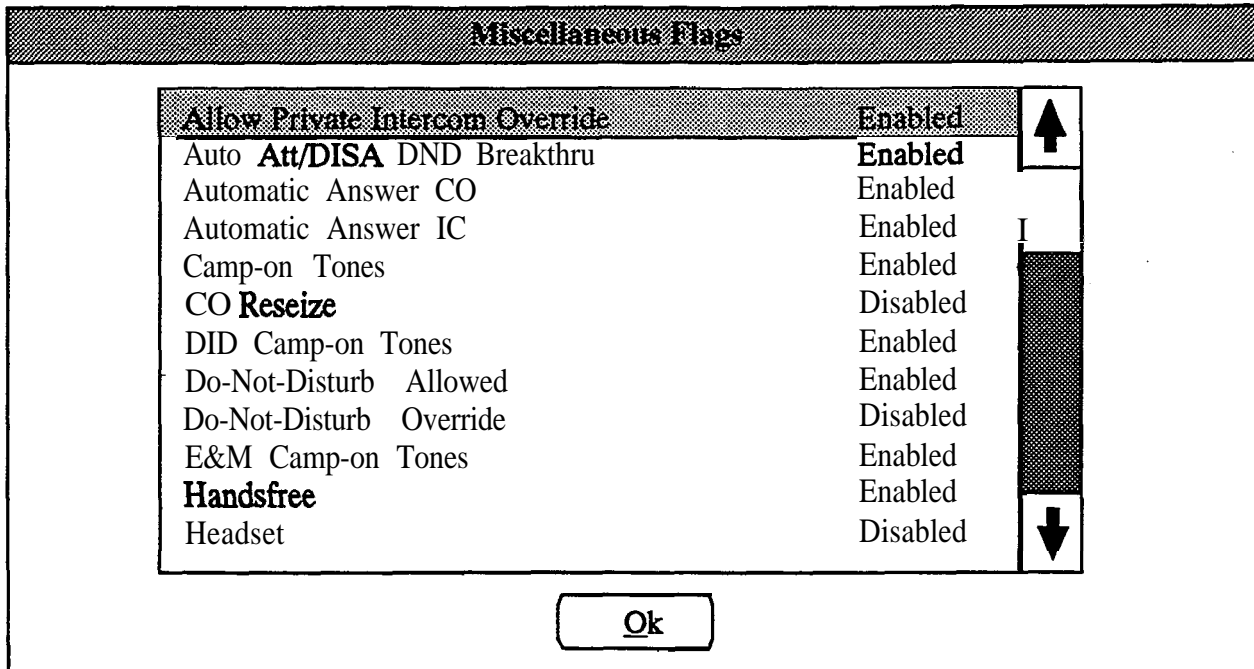 Miscellaneous Flags
Allow Private Intercom Override Enabled
Auto Att/DISA DND Breakthru Enabled
Automatic Answer CO Enabled
Automatic Answer IC Enabled
Camp-on Tones Enabled
CO Reseize Disabled
DID Camp-on Tones Enabled
Do-Not-Disturb Allowed Enabled
Do-Not-Disturb Override Disabled
E&M Camp-on Tones Enabled
Handsfree Enabled
Headset Disabled
Ok